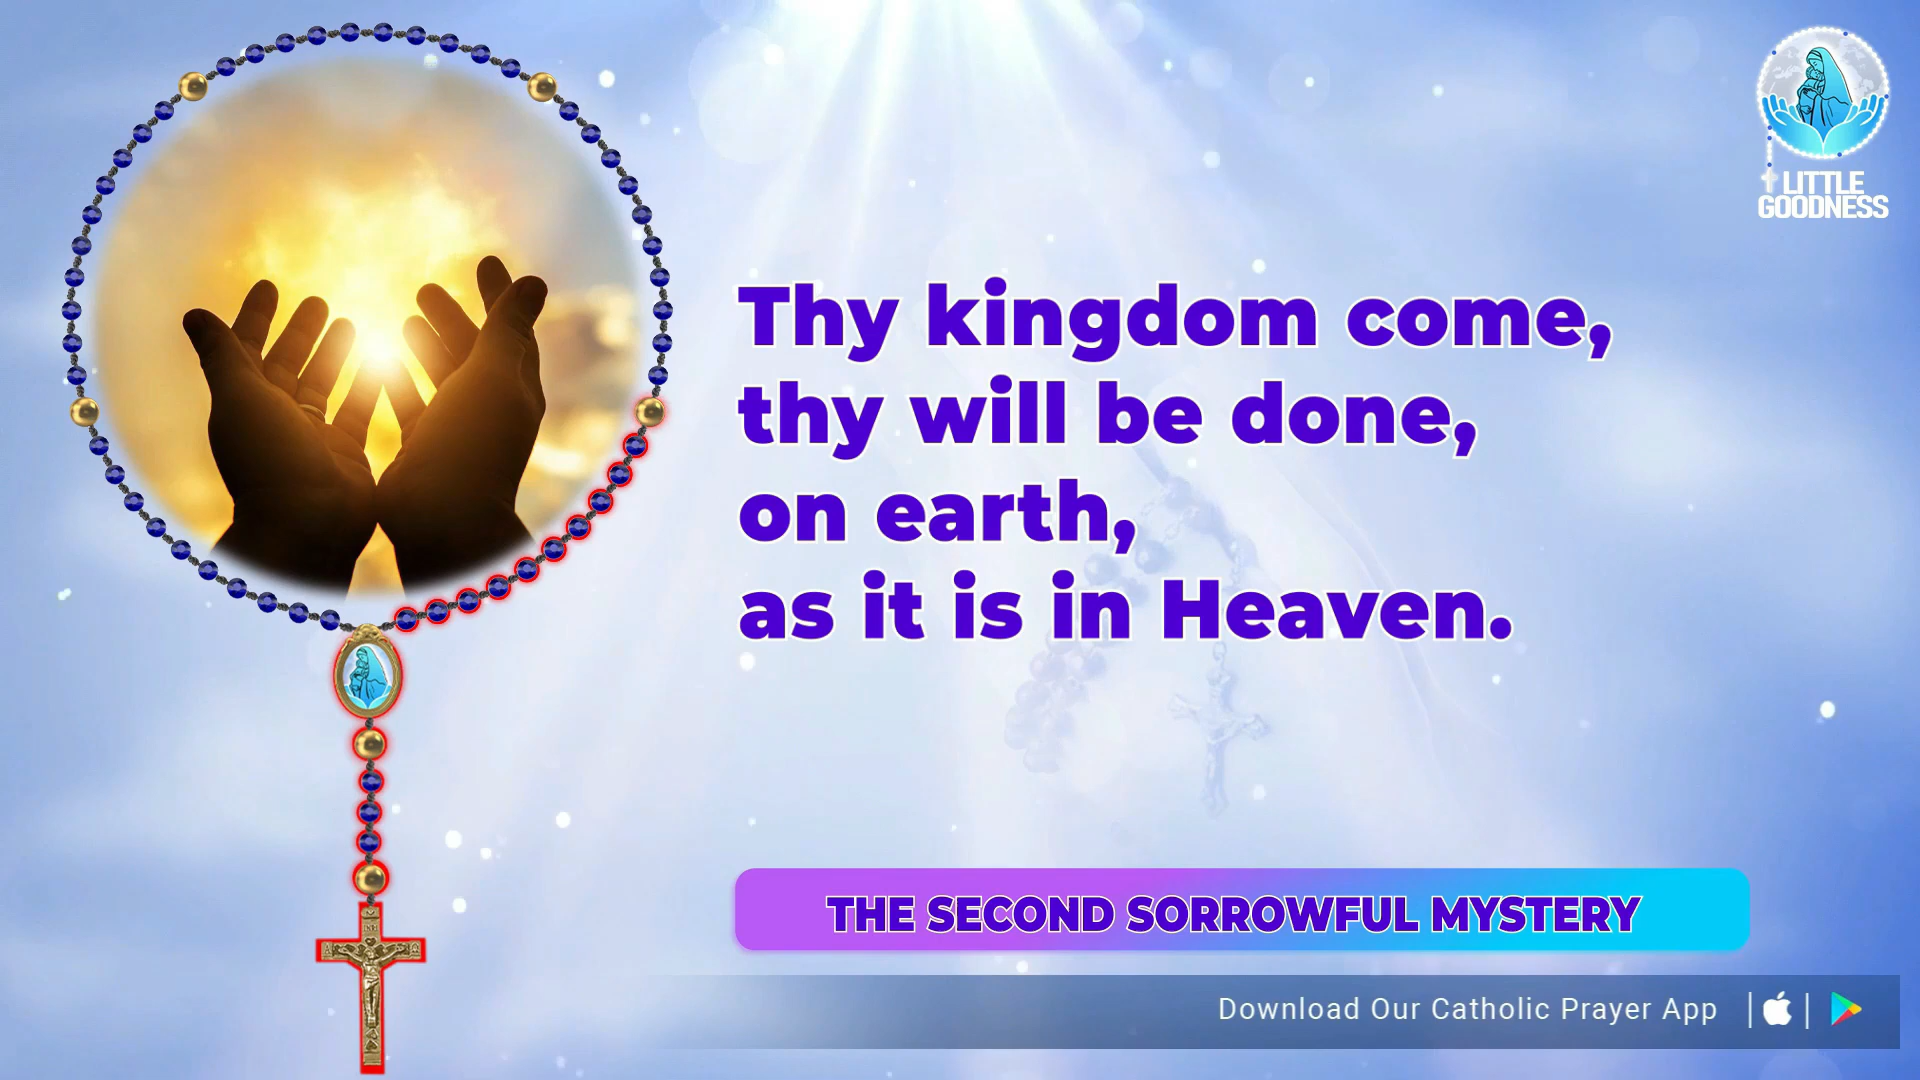 LITTLE
GOODNESS
Thy kingdom come,
thy will be done,
on earth,
as it is in Heaven.
THE SECOND SORROWFUL MYSTERY
Download Our Catholic Prayer App